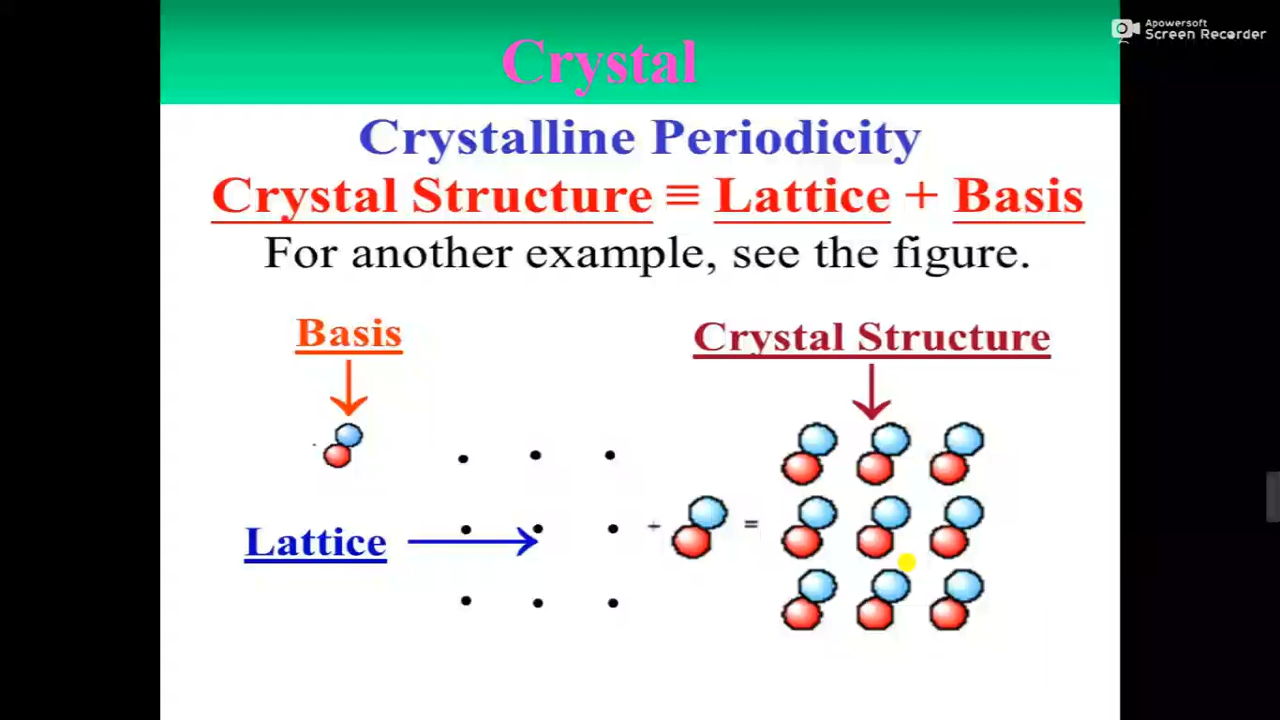 Apowersoft
Screen Recorder
Crystal
Crystalline Periodicity
Crystal Structure ≡ Lattice + Basis
For another example, see the figure.
Basis
Crystal Structure
Lattice
+ =